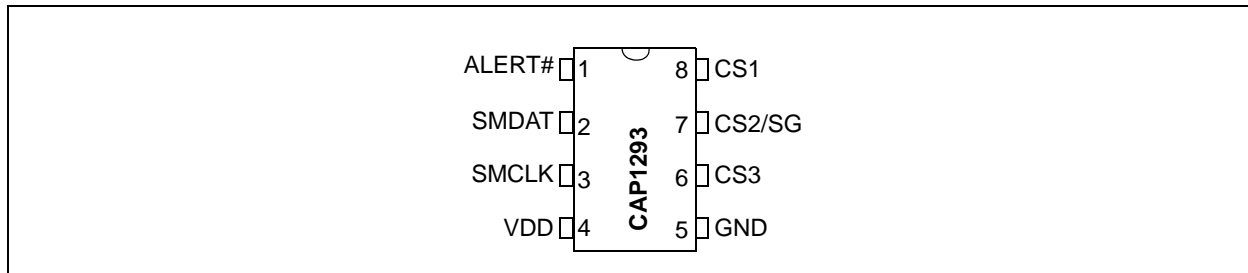 ALERT# 1 8 CS1
SMDAT 2 7 CS2/SG
SMCLK 3 6 CS3
VDD 4 5 GND
CAP1293